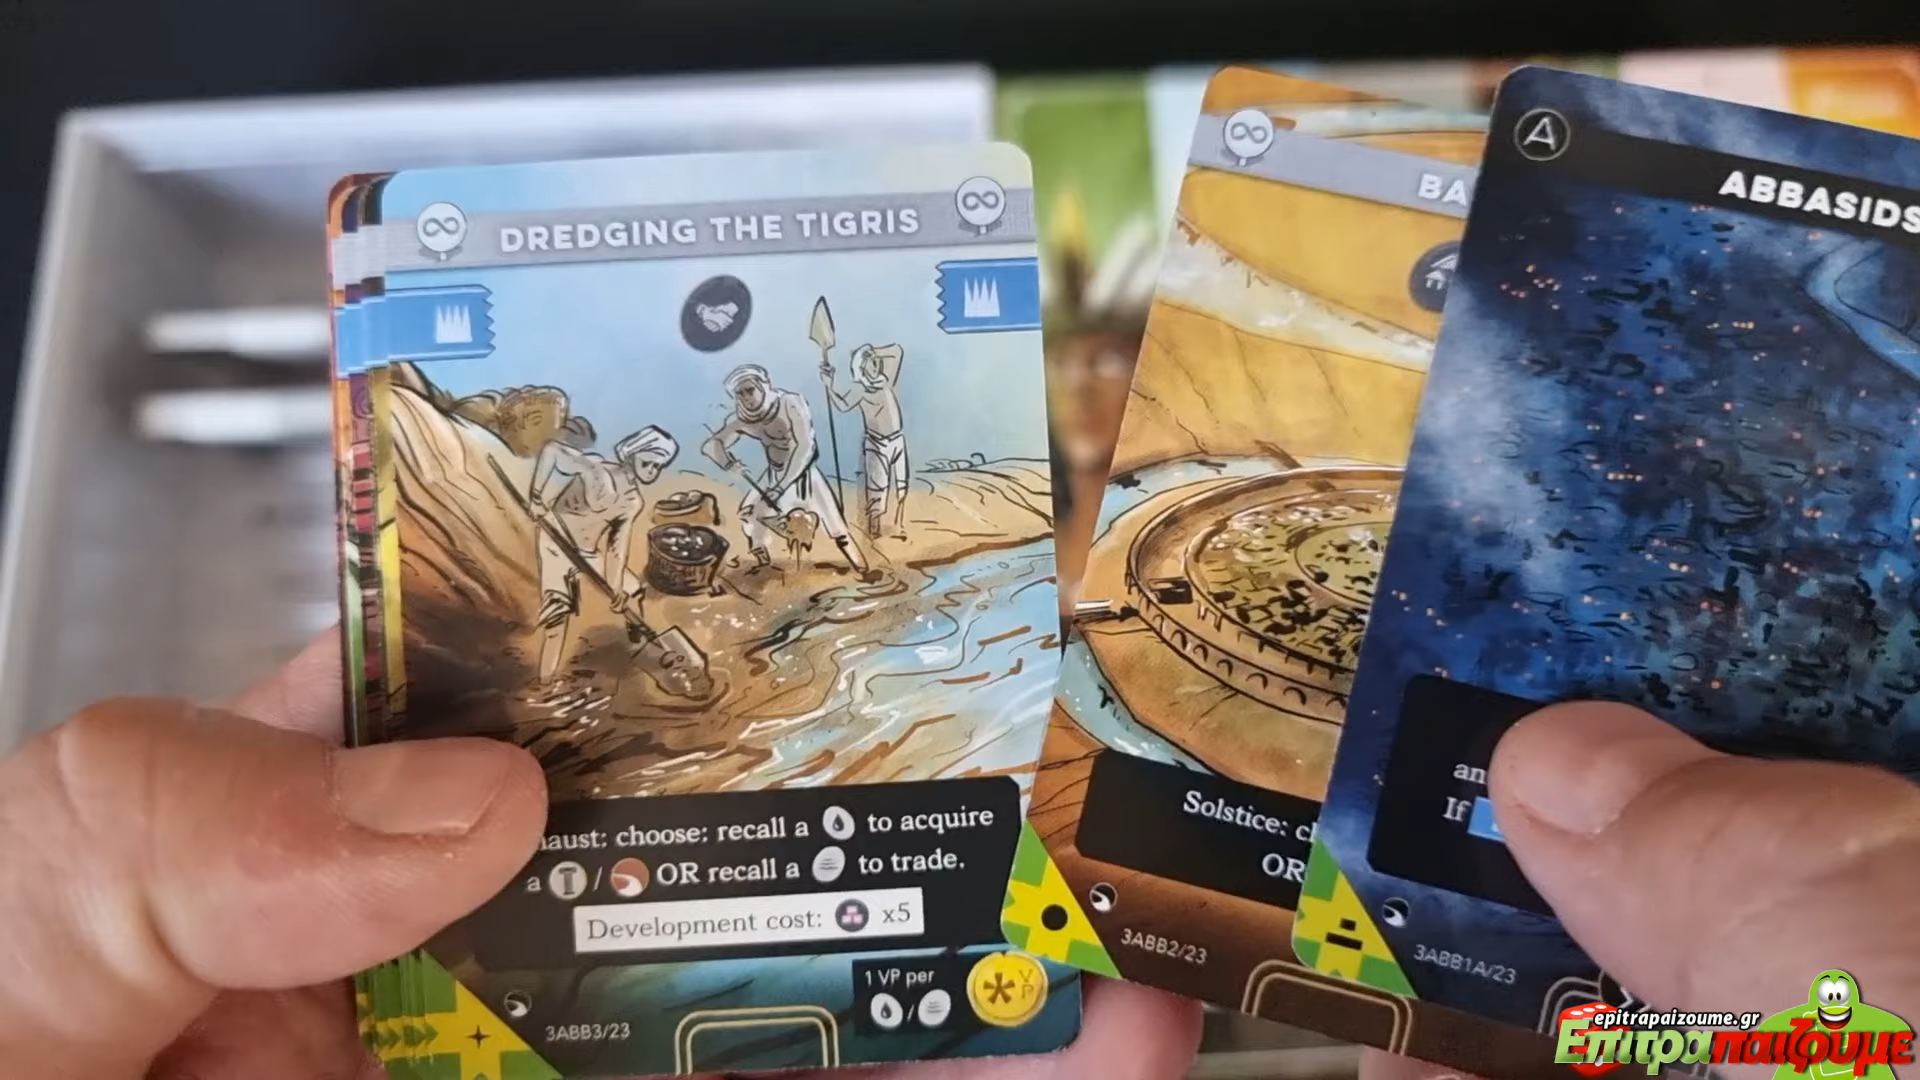 DREDGING THE TIGRIS
haust: choose: recall a to acquire
a / OR recall a to trade.
Development cost: x5
1 VP per
/
* VP
3ABB3/23
BA
Solstice:
OR
3ABB2/23
ABBASIDS
If
3ABB1A/23
epitrapaizoume.gr
Επιτραπαίζουμε